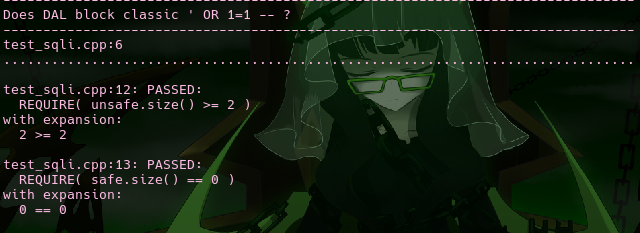 -------------------------------------------------------------------------------
Does DAL block classic ' OR 1=1 -- ?
-------------------------------------------------------------------------------
test_sqli.cpp:6
...............................................................................
test_sqli.cpp:12: PASSED:
  REQUIRE( unsafe.size() >= 2 )
with expansion:
  2 >= 2
test_sqli.cpp:13: PASSED:
  REQUIRE( safe.size() == 0 )
with expansion:
  0 == 0